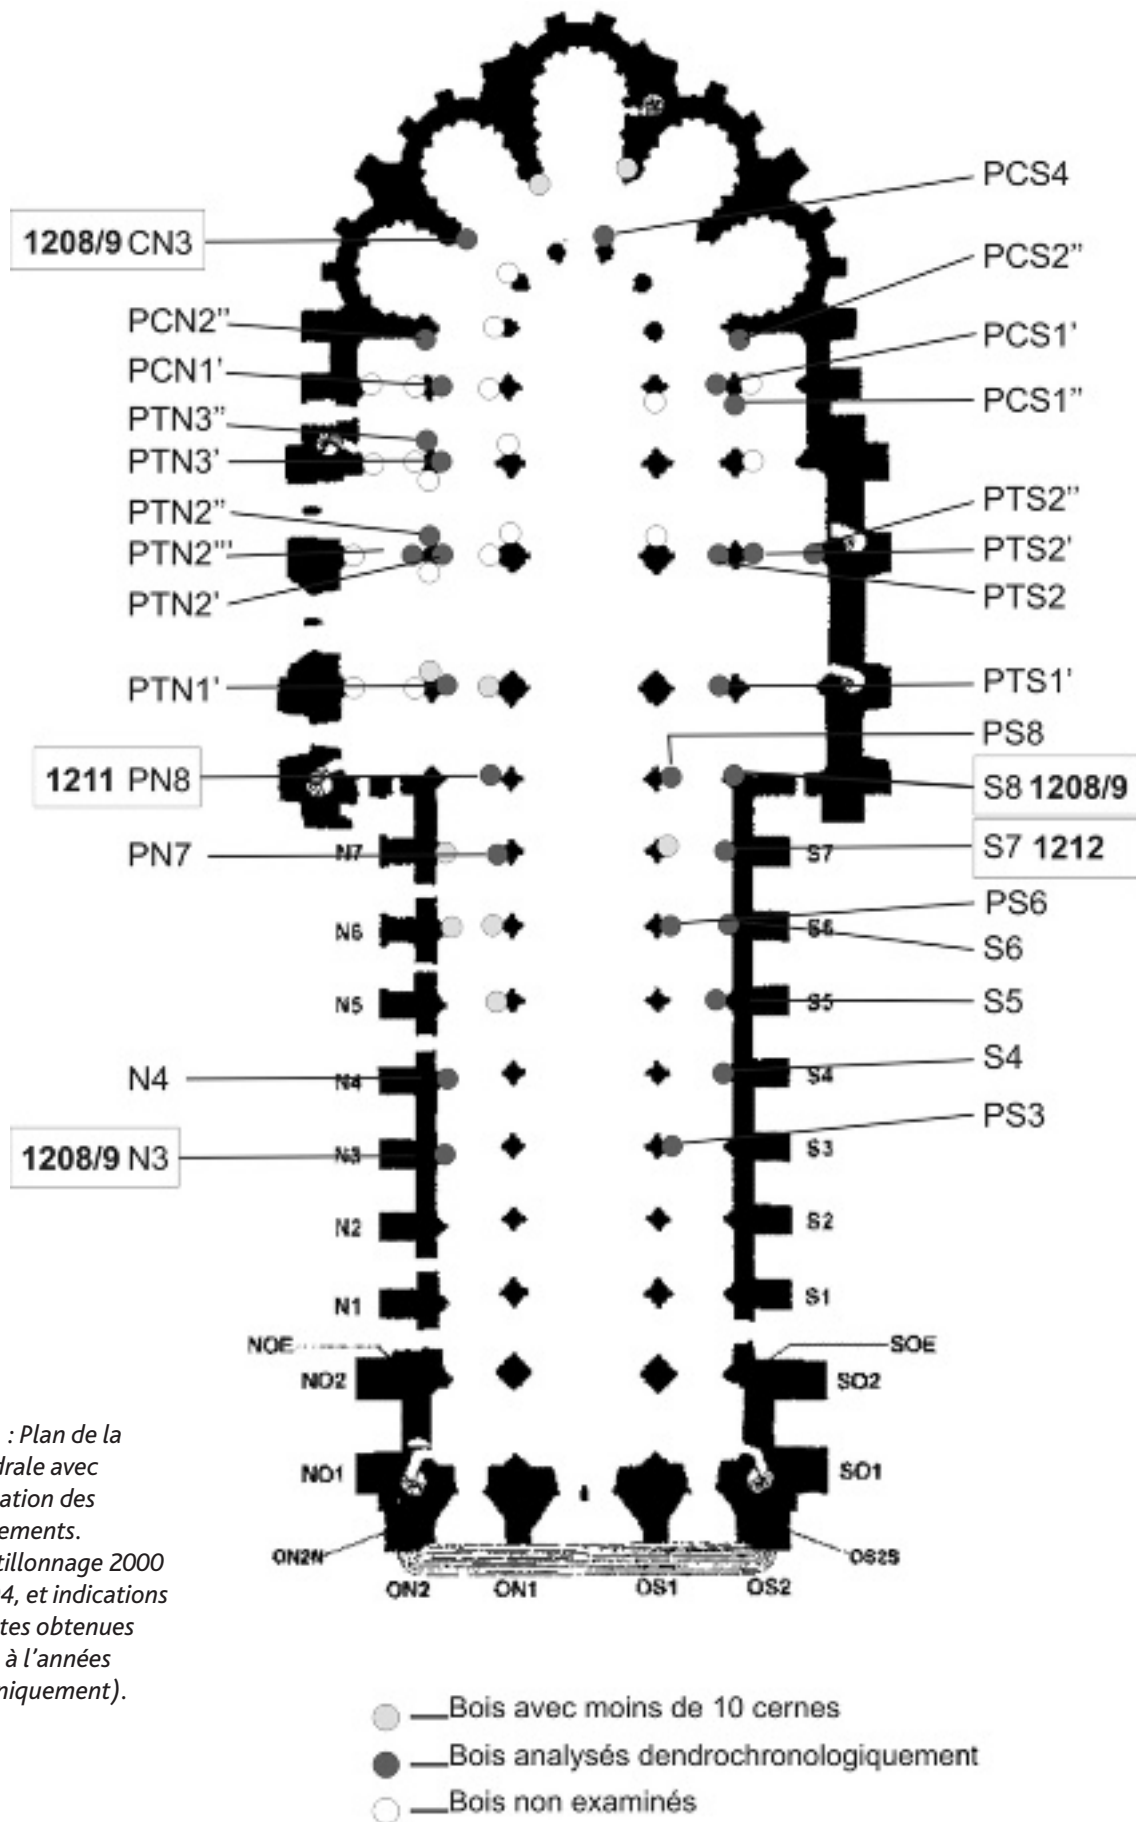 PCS4
1208/9 CN3
PCS2”
PCN2”
PCS1’
PCN1’
PCS1”
PTN3”
PTN3’
PTS2”
PTN2”
PTS2’
PTN2”’
PTS2
PTN2’
PTS1’
PTN1’
PS8
1211 PN8
S8 1208/9
S7 1212
PN7
N7
S7
PS6
N6
S6
S6
N5
S5
S5
S4
N4
N4
S4
PS3
1208/9 N3
N3
S3
N2
S2
N1
S1
NOE
SOE
NO2
SO2
NO1
SO1
ON2N
OS2S
ON2
ON1
OS1
OS2
: Plan de la
drale avec
ation des
ements.
tillonnage 2000
4, et indications
tes obtenues
à l’années
niquement).
Bois avec moins de 10 cernes
Bois analysés dendrochronologiquement
Bois non examinés